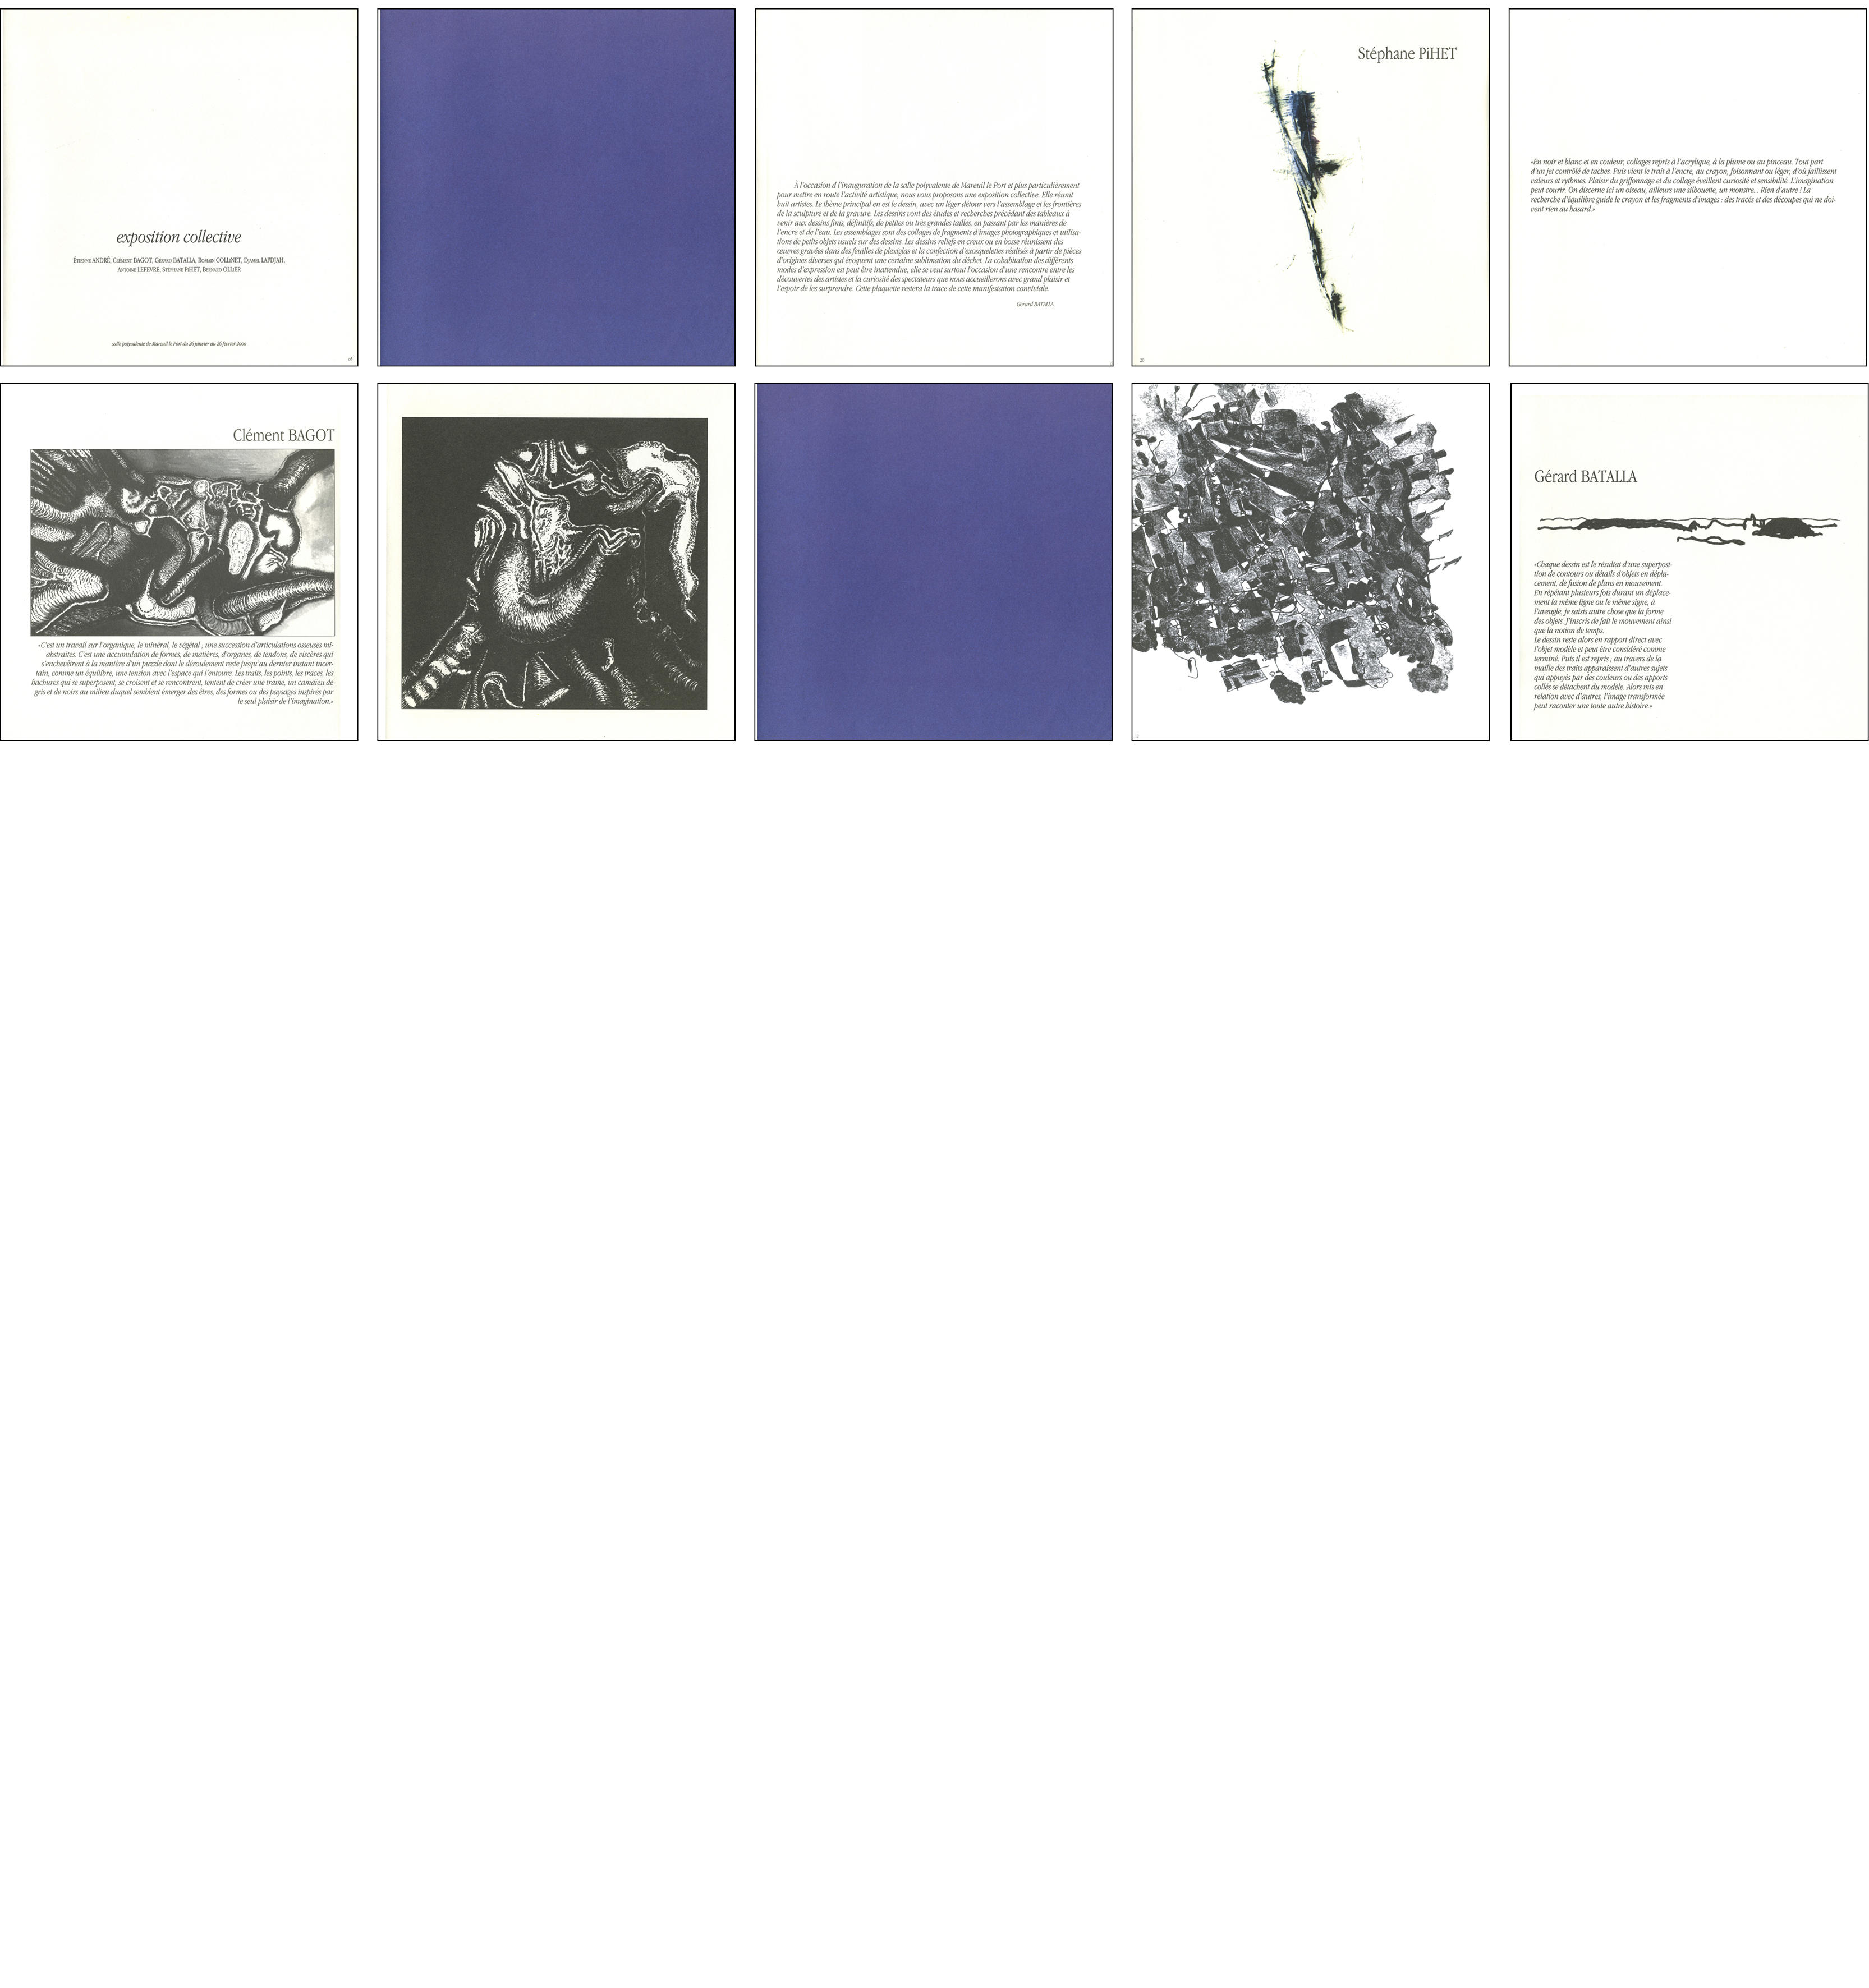 exposition collective
ÉTIENNE ANDRÉ, CLÉMENT BAGOT, GÉRARD BATALLA, ROMAIN COLLiNET, DJAMEL LAFDJAH,
ANTOINE LEFEVRE, STÉPHANE PiHET, BERNARD OLLiER
salle polyvalente de Mareuil le Port du 26 janvier au 26 février 2000
À l'occasion d l'inauguration de la salle polyvalente de Mareuil le Port et plus particulièrement
pour mettre en route l'activité artistique, nous vous proposons une exposition collective. Elle réunit
huit artistes. Le thème principal en est le dessin, avec un léger détour vers l'assemblage et les frontières
de la sculpture et de la gravure. Les dessins vont des études et recherches précédant des tableaux à
venir aux dessins finis, définitifs, de petites ou très grandes tailles, en passant par les manières de
l'encre et de l'eau. Les assemblages sont des collages de fragments d'images photographiques et utilisa-
tions de petits objets usuels sur des dessins. Les dessins reliefs en creux ou en bosse réunissent des
œuvres gravées dans des feuilles de plexiglas et la confection d'exosquelettes réalisés à partir de pièces
d'origines diverses qui évoquent une certaine sublimation du déchet. La cohabitation des différents
modes d'expression est peut être inattendue, elle se veut surtout l'occasion d'une rencontre entre les
découvertes des artistes et la curiosité des spectateurs que nous accueillerons avec grand plaisir et
l'espoir de les surprendre. Cette plaquette restera la trace de cette manifestation conviviale.
Gérard BATALLA
Stéphane PiHET
«En noir et blanc et en couleur, collages repris à l'acrylique, à la plume ou au pinceau. Tout part
d'un jet contrôlé de taches. Puis vient le trait à l'encre, au crayon, foisonnant ou léger, d'où jaillissent
valeurs et rythmes. Plaisir du griffonnage et du collage éveillent curiosité et sensibilité. L'imagination
peut courir. On discerne ici un oiseau, ailleurs une silhouette, un monstre... Rien d'autre ! La
recherche d'équilibre guide le crayon et les fragments d'images : des tracés et des découpes qui ne doi-
vent rien au hasard.»
Clément BAGOT
«C'est un travail sur l'organique, le minéral, le végétal ; une succession d'articulations osseuses mi-
abstraites. C'est une accumulation de formes, de matières, d'organes, de tendons, de viscères qui
s'enchevêtrent à la manière d'un puzzle dont le déroulement reste jusqu'au dernier instant incer-
tain, comme un équilibre, une tension avec l'espace qui l'entoure. Les traits, les points, les traces, les
hachures qui se superposent, se croisent et se rencontrent, tentent de créer une trame, un camaïeu de
gris et de noirs au milieu duquel semblent émerger des êtres, des formes ou des paysages inspirés par
le seul plaisir de l'imagination.»
Gérard BATALLA
«Chaque dessin est le résultat d'une superposi-
tion de contours ou détails d'objets en dépla-
cement, de fusion de plans en mouvement.
En répétant plusieurs fois durant un déplace-
ment la même ligne ou le même signe, à
l'aveugle, je saisis autre chose que la forme
des objets. J'inscris de fait le mouvement ainsi
que la notion de temps.
Le dessin reste alors en rapport direct avec
l'objet modèle et peut être considéré comme
terminé. Puis il est repris ; au travers de la
maille des traits apparaissent d'autres sujets
qui appuyés par des couleurs ou des apports
collés se détachent du modèle. Alors mis en
relation avec d'autres, l'image transformée
peut raconter une toute autre histoire.»